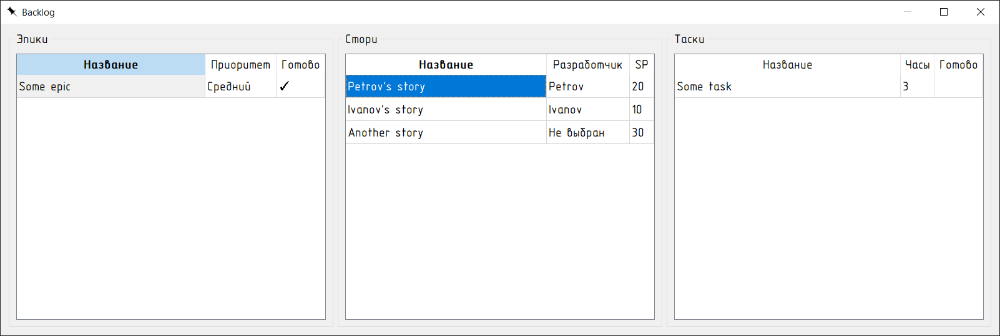 Backlog
Эпики
Название Приоритет Готово
Some epic Средний ✓
Стори
Название Разработчик SP
Petrov's story Petrov 20
Ivanov's story Ivanov 10
Another story Не выбран 30
Таски
Название Часы Готово
Some task 3